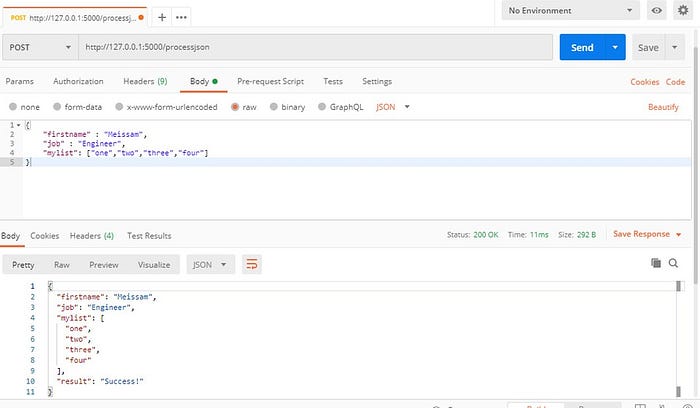 POST http://127.0.0.1:5000/processj... + ••• No Environment
POST http://127.0.0.1:5000/processjson Send Save
Params Authorization Headers (9) Body Pre-request Script Tests Settings Cookies Code
none form-data x-www-form-urlencoded raw binary GraphQL JSON Beautify
1 {
2 "firstname" : "Meissam",
3 "job" : "Engineer",
4 "mylist": ["one","two","three","four"]
5 }
Body Cookies Headers (4) Test Results Status: 200 OK Time: 11ms Size: 292 B Save Response
Pretty Raw Preview Visualize JSON
1 {
2 "firstname": "Meissam",
3 "job": "Engineer",
4 "mylist": [
5 "one",
6 "two",
7 "three",
8 "four"
9 ],
10 "result": "Success!"
11 }